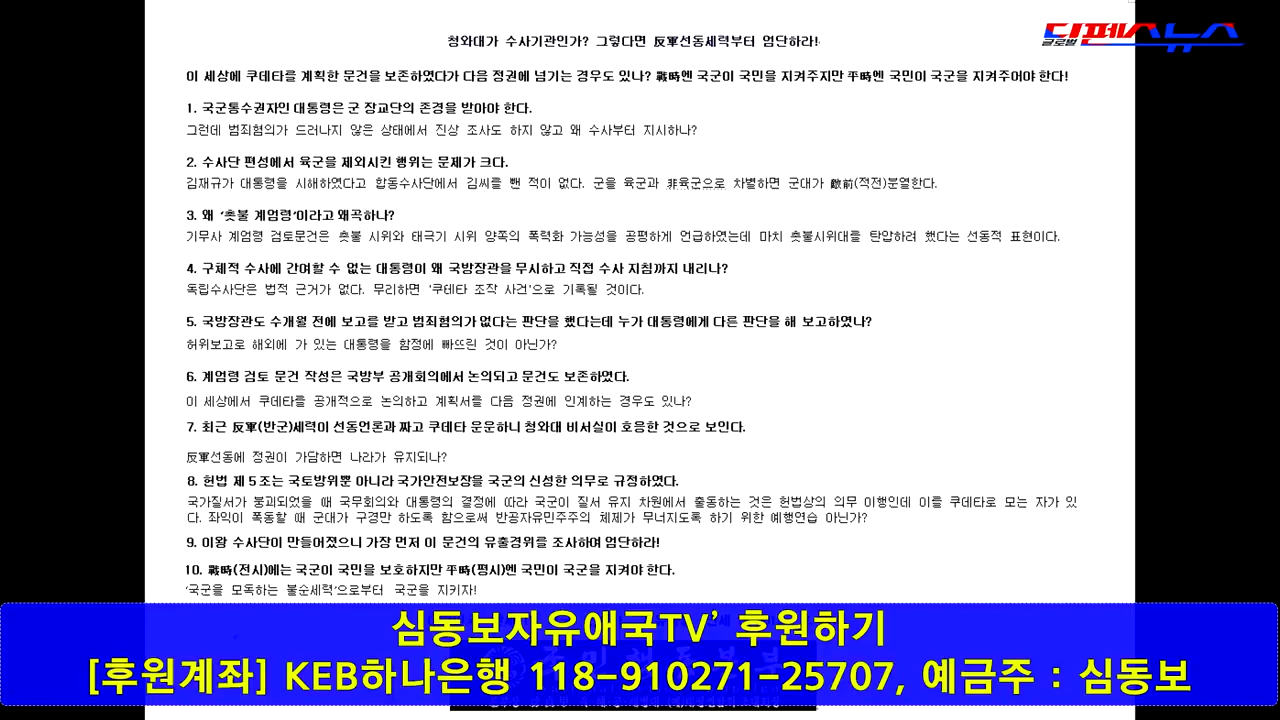 디펜스뉴스
글로벌
청와대가 수사기관인가? 그렇다면 反軍선동세력부터 엄단하라!
이 세상에 쿠데타를 계획한 문건을 보존하였다가 다음 정권에 넘기는 경우도 있나? 戰時엔 국군이 국민을 지켜주지만 平時엔 국민이 국군을 지켜주어야 한다!
1. 국군통수권자인 대통령은 군 장교단의 존경을 받아야 한다.
그런데 범죄혐의가 드러나지 않은 상태에서 진상 조사도 하지 않고 왜 수사부터 지시하나?
2. 수사단 편성에서 육군을 제외시킨 행위는 문제가 크다.
김재규가 대통령을 시해하였다고 합동수사단에서 김씨를 뺀 적이 없다. 군을 육군과 非육군으로 차별하면 군대가 敵前(적전)분열한다.
3. 왜 '촛불 계엄령'이라고 왜곡하나?
기무사 계엄령 검토문건은 촛불 시위와 태극기 시위 양쪽의 폭력화 가능성을 공평하게 언급하였는데 마치 촛불시위대를 탄압하려 했다는 선동적 표현이다.
4. 구체적 수사에 간여할 수 없는 대통령이 왜 국방장관을 무시하고 직접 수사 지침까지 내리나?
독립수사단은 법적 근거가 없다. 무리하면 '쿠데타 조작 사건'으로 기록될 것이다.
5. 국방장관도 수개월 전에 보고를 받고 범죄혐의가 없다는 판단을 했다는데 누가 대통령에게 다른 판단을 해 보고하였나?
허위보고로 해외에 가 있는 대통령을 함정에 빠뜨린 것이 아닌가?
6. 계엄령 검토 문건 작성은 국방부 공개회의에서 논의되고 문건도 보존하였다.
이 세상에서 쿠데타를 공개적으로 논의하고 계획서를 다음 정권에 인계하는 경우도 있나?
7. 최근 反軍(반군)세력이 선동언론과 짜고 쿠데타 운운하니 청와대 비서실이 호응한 것으로 보인다.
反軍선동에 정권이 가담하면 나라가 유지되나?
8. 헌법 제5조는 국토방위뿐 아니라 국가안전보장을 국군의 신성한 의무로 규정하였다.
국가질서가 붕괴되었을 때 국무회의와 대통령의 결정에 따라 국군이 질서 유지 차원에서 출동하는 것은 헌법상의 의무 이행인데 이를 쿠데타로 모는 자가 있
다. 좌익이 폭동할 때 군대가 구경만 하도록 함으로써 반공자유민주주의 체제가 무너지도록 하기 위한 예행연습 아닌가?
9. 이왕 수사단이 만들어졌으니 가장 먼저 이 문건의 유출경위를 조사하여 엄단하라!
10. 戰時(전시)에는 국군이 국민을 보호하지만 平時(평시)엔 국민이 국군을 지켜야 한다.
'국군을 모독하는 불순세력'으로부터 국군을 지키자!
심동보자유애국TV' 후원하기
[후원계좌] KEB하나은행 118-910271-25707, 예금주 : 심동보